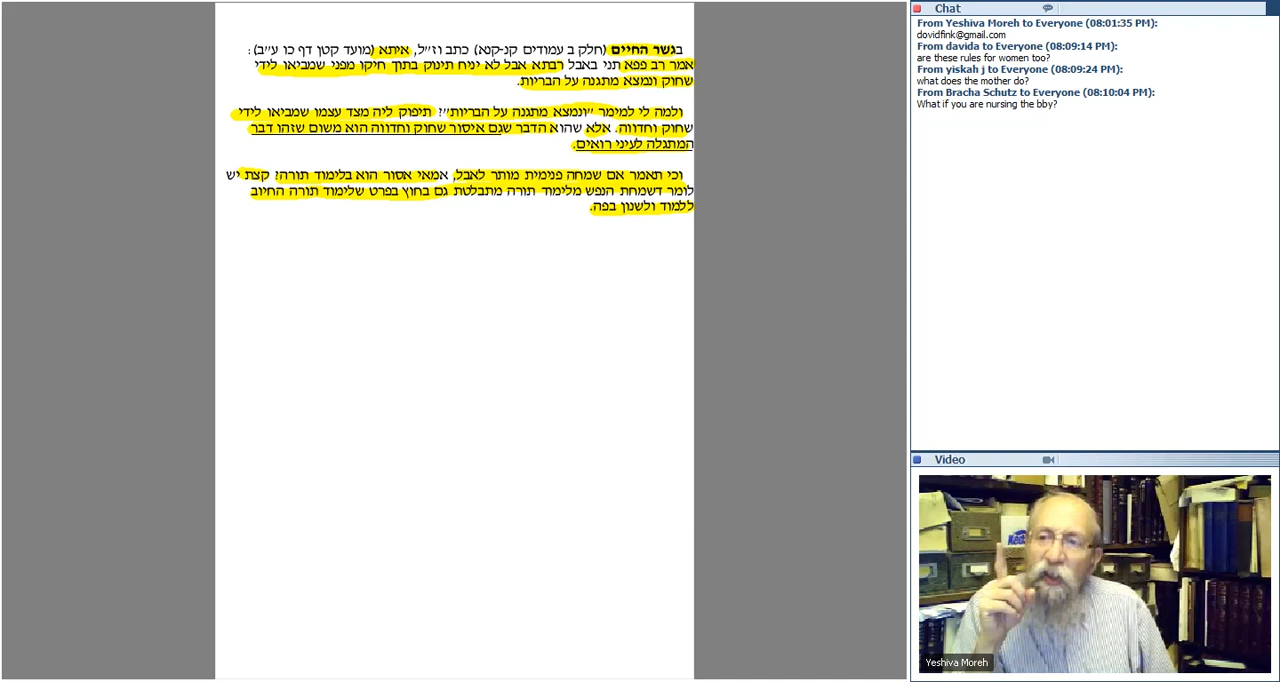 בגשר החיים (חלק ב עמודים קנ-קנא) כתב וז״ל, איתא (מועד קטן דף כו ע״ב):
אמר רב פפא תני באבל רבתא אבל לא יניח תינוק בתוך חיקו מפני שמביאו לידי
שחוק ונמצא מתגנה על הבריות.
ולמה לי למימר ״ונמצא מתגנה על הבריות״! תיפוק ליה מצד עצמו שמביאו לידי
שחוק וחדווה. אלא שהוא הדבר שגם איסור שחוק וחדווה הוא משום שזהו דבר
המתגלה לעיני רואים.
וכי תאמר אם שמחה פנימית מותר לאבל, אמאי אסור הוא בלימוד תורה! קצת יש
לומר דשמחת הנפש מלימוד תורה מתבלטת גם בחוץ בפרט שלימוד תורה החיוב
ללמוד ולשנון בפה.
Chat
From Yeshiva Moreh to Everyone (08:01:35 PM):
dovidfink@gmail.com
From davida to Everyone (08:09:14 PM):
are these rules for women too?
From yiskah j to Everyone (08:09:24 PM):
what does the mother do?
From Bracha Schutz to Everyone (08:10:04 PM):
What if you are nursing the bby?
Video
Yeshiva Moreh